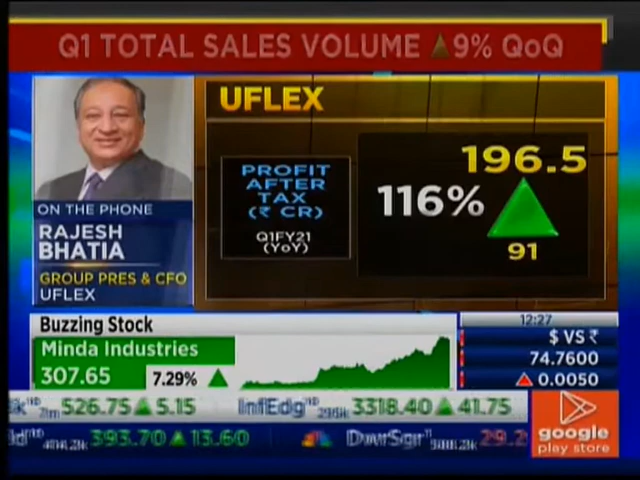 Q1 TOTAL SALES VOLUME ▲9% QoQ
UFLEX
PROFIT
AFTER
TAX
(₹ CR)
Q1FY21
(YoY)
196.5
116%
91
ON THE PHONE
RAJESH
BHATIA
GROUP PRES & CFO
UFLEX
Buzzing Stock
Minda Industries
307.65
7.29%
12:27
$ VS ₹
74.7600
0.0050
526.75 ▲ 5.15
InfEdg
3318.40 ▲ 41.75
393.70 ▲ 13.60
DwrSgr
29.2
google
play store